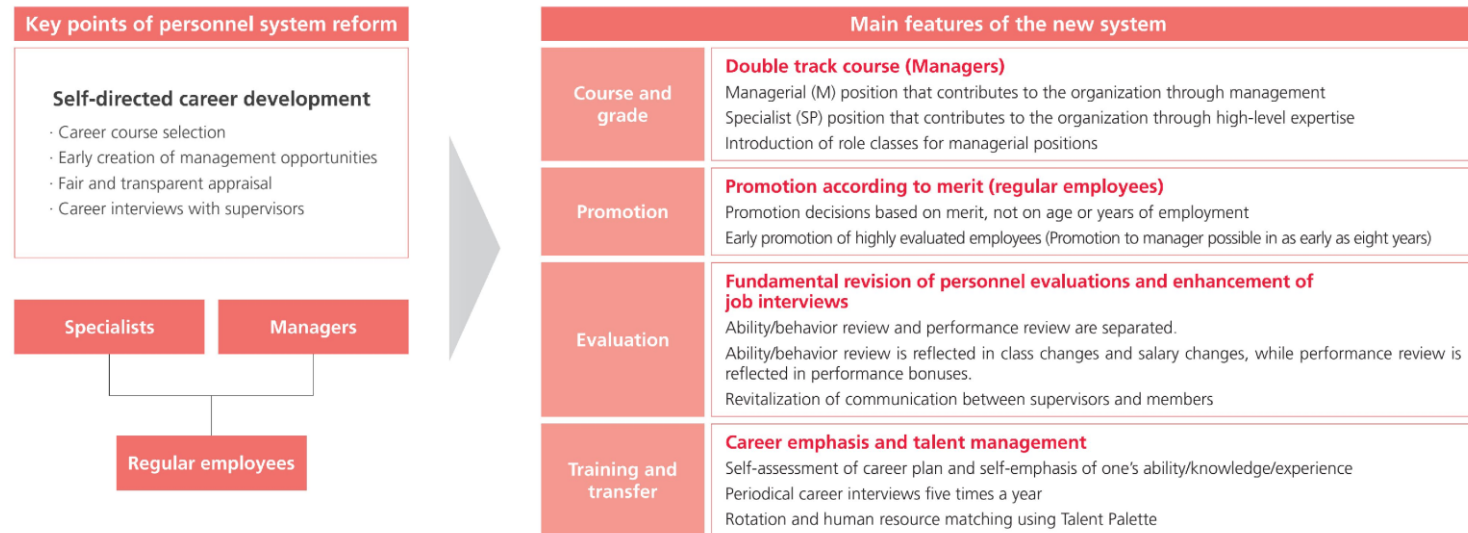 Key points of personnel system reform
Self-directed career development
· Career course selection
· Early creation of management opportunities
· Fair and transparent appraisal
· Career interviews with supervisors
Specialists
Managers
Regular employees
Main features of the new system
Course and
grade
Double track course (Managers)
Managerial (M) position that contributes to the organization through management
Specialist (SP) position that contributes to the organization through high-level expertise
Introduction of role classes for managerial positions
Promotion
Promotion according to merit (regular employees)
Promotion decisions based on merit, not on age or years of employment
Early promotion of highly evaluated employees (Promotion to manager possible in as early as eight years)
Evaluation
Fundamental revision of personnel evaluations and enhancement of
job interviews
Ability/behavior review and performance review are separated.
Ability/behavior review is reflected in class changes and salary changes, while performance review is
reflected in performance bonuses.
Revitalization of communication between supervisors and members
Training and
transfer
Career emphasis and talent management
Self-assessment of career plan and self-emphasis of one's ability/knowledge/experience
Periodical career interviews five times a year
Rotation and human resource matching using Talent Palette